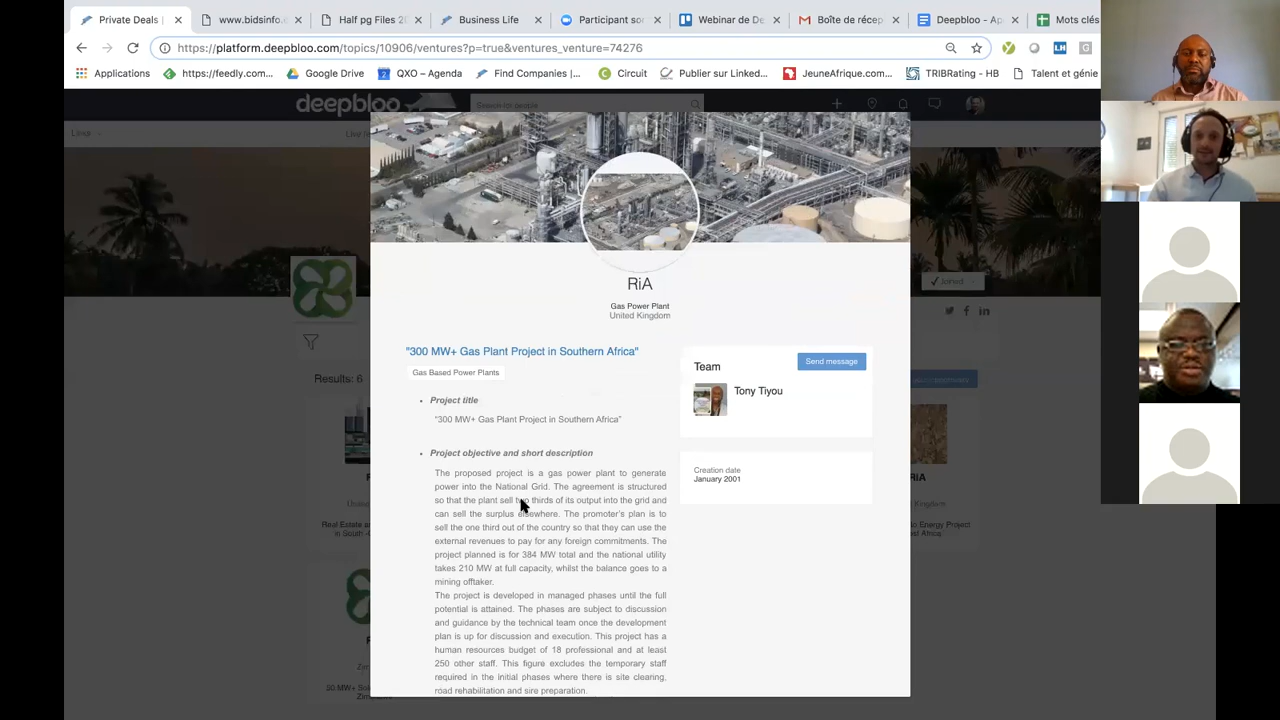 Private Deals |
www.bidsinfo.
Half pg Files 2
Business Life
Participant so
Webinar de De
Boîte de récep
Deepbloo - Ap
Mots clés
https://platform.deepbloo.com/topics/10906/ventures?p=true&ventures_venture=74276
Applications
https://feedly.com...
Google Drive
QXO – Agenda
Find Companies |...
Circuit
Publier sur Linked...
JeuneAfrique.com...
TRIBRating - HB
Talent et génie
deepbloo
Search for people
✓ Joined
Results: 6
RiA
Gas Power Plant
United Kingdom
"300 MW+ Gas Plant Project in Southern Africa"
Gas Based Power Plants
• Project title
"300 MW+ Gas Plant Project in Southern Africa"
• Project objective and short description
The proposed project is a gas power plant to generate
power into the National Grid. The agreement is structured
so that the plant sell two thirds of its output into the grid and
can sell the surplus elsewhere. The promoter's plan is to
sell the one third out of the country so that they can use the
external revenues to pay for any foreign commitments. The
project planned is for 384 MW total and the national utility
takes 210 MW at full capacity, whilst the balance goes to a
mining offtaker.
The project is developed in managed phases until the full
potential is attained. The phases are subject to discussion
and guidance by the technical team once the development
plan is up for discussion and execution. This project has a
human resources budget of 18 professional and at least
250 other staff. This figure excludes the temporary staff
required in the initial phases where there is site clearing,
road rehabilitation and sire preparation.
Team
Send message
Tony Tiyou
Creation date
January 2001